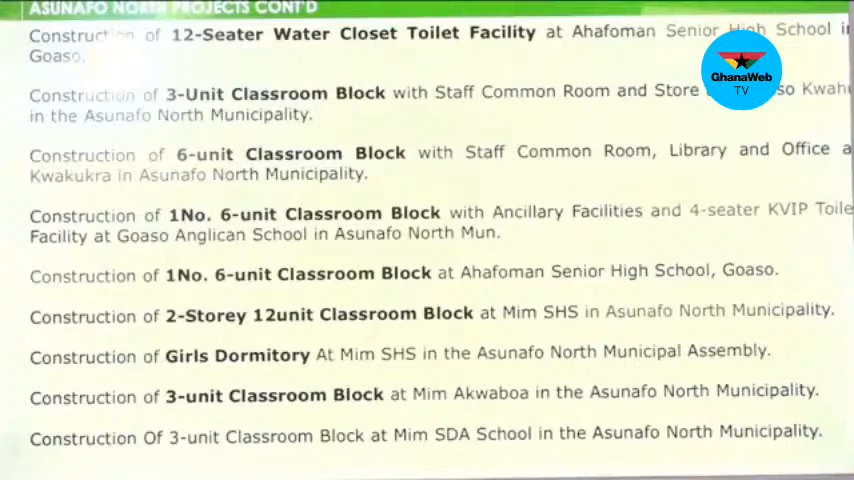 ASUNAFO NORTH PROJECTS CONT'D
Construction of 12-Seater Water Closet Toilet Facility at Ahafoman Senior High School in
Goaso.
Construction of 3-Unit Classroom Block with Staff Common Room and Store
in the Asunafo North Municipality.
Construction of 6-unit Classroom Block with Staff Common Room, Library and Office a
Kwakukra in Asunafo North Municipality.
Construction of 1No. 6-unit Classroom Block with Ancillary Facilities and 4-seater KVIP Toile
Facility at Goaso Anglican School in Asunafo North Mun.
Construction of 1No. 6-unit Classroom Block at Ahafoman Senior High School, Goaso.
Construction of 2-Storey 12unit Classroom Block at Mim SHS in Asunafo North Municipality.
Construction of Girls Dormitory At Mim SHS in the Asunafo North Municipal Assembly.
Construction of 3-unit Classroom Block at Mim Akwaboa in the Asunafo North Municipality.
Construction Of 3-unit Classroom Block at Mim SDA School in the Asunafo North Municipality.
GhanaWeb
TV